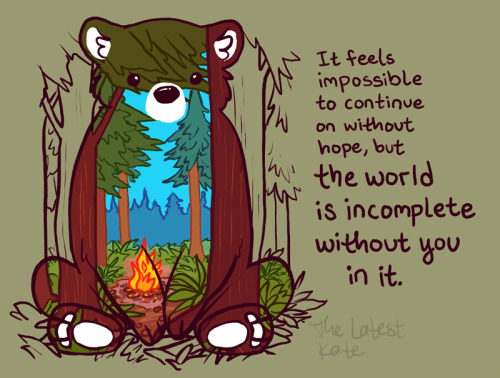 It feels
impossible
to continue
on without
hope, but
the world
is incomplete
without you
in it.
The Latest
Kate